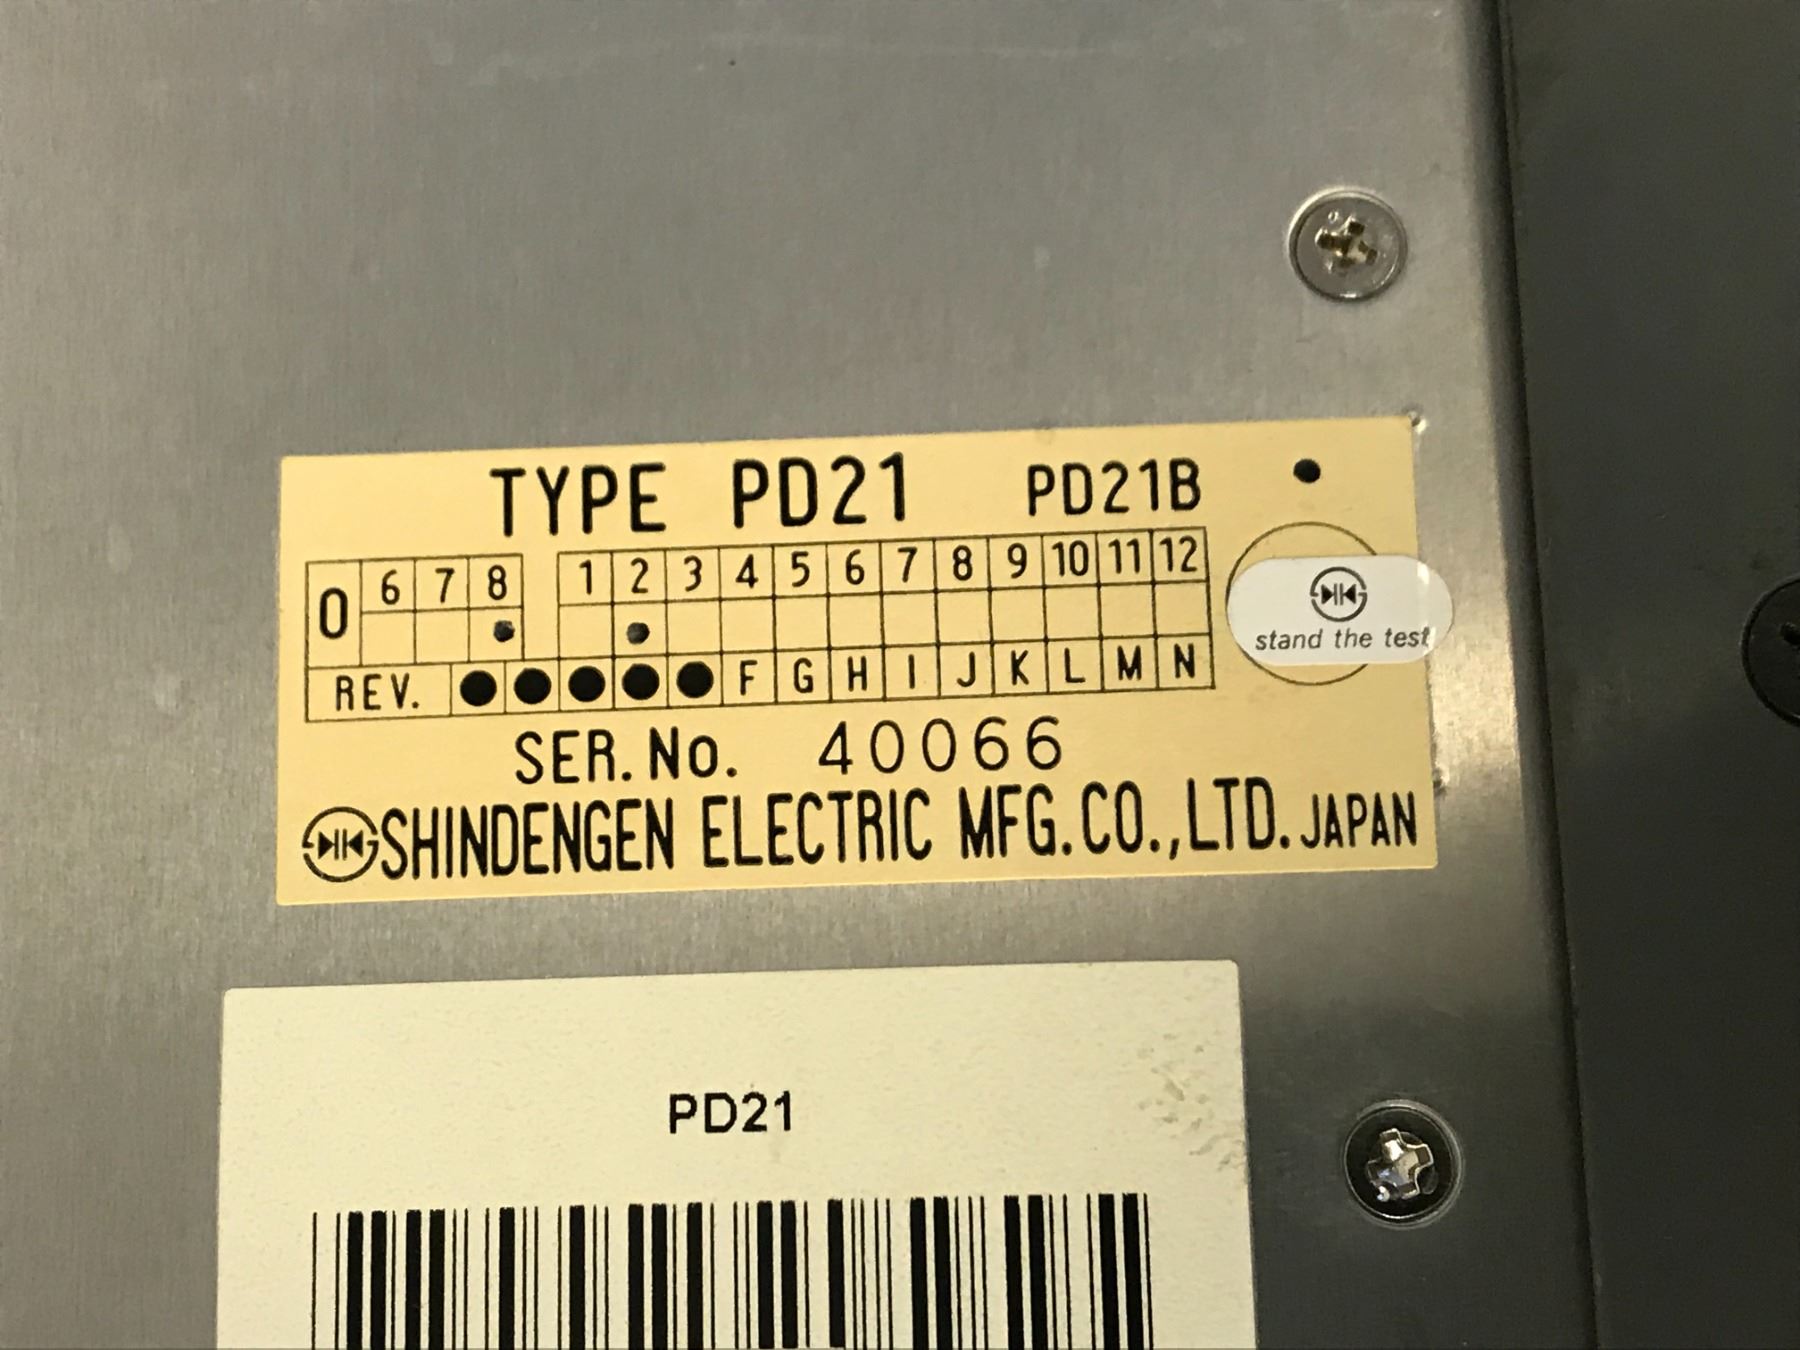 TYPE PD21 PD21B
0 6 7 8 1 2 3 4 5 6 7 8 9 10 11 12
REV. F G H I J K L M N
stand the test
SER. No. 40066
SHINDENGEN ELECTRIC MFG. CO., LTD. JAPAN
PD21